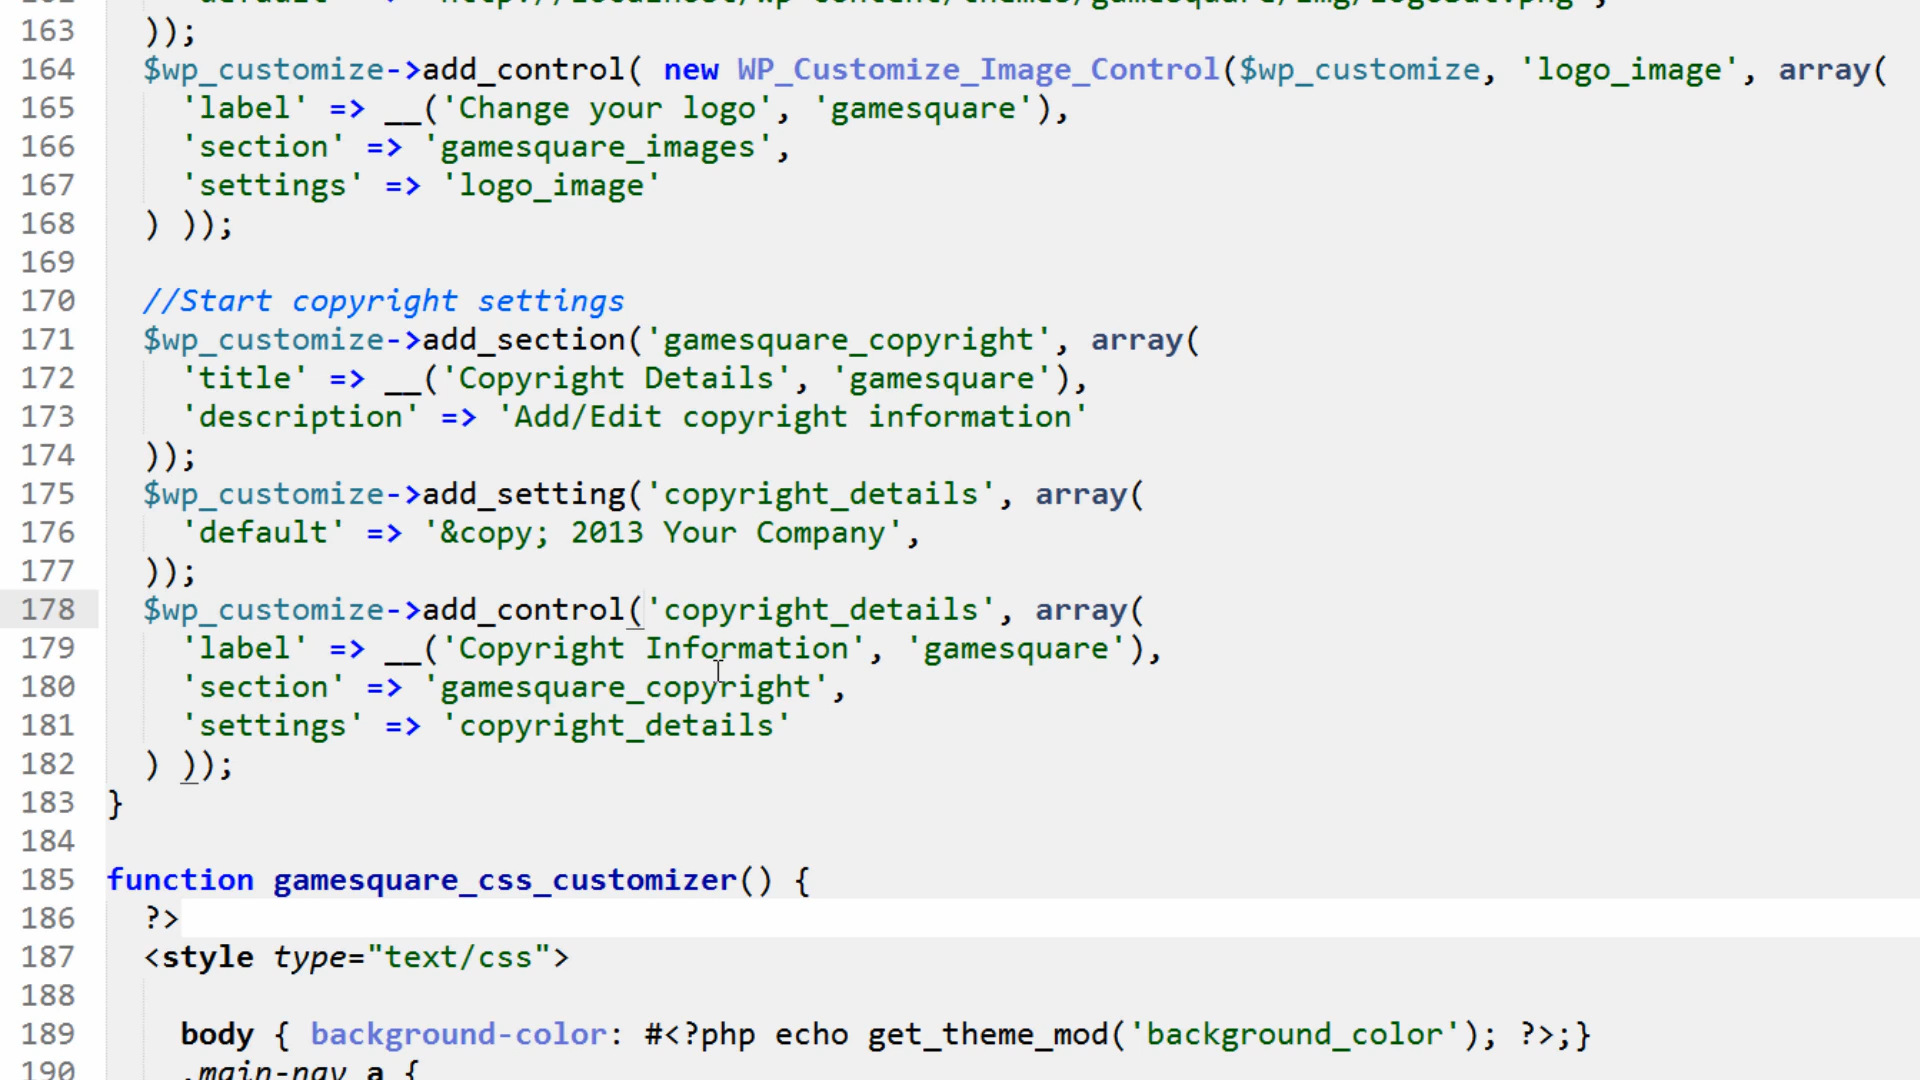 163 ));
164 $wp_customize->add_control( new WP_Customize_Image_Control($wp_customize, 'logo_image', array(
165 'label' => __('Change your logo', 'gamesquare'),
166 'section' => 'gamesquare_images',
167 'settings' => 'logo_image'
168 ) ));
169
170 //Start copyright settings
171 $wp_customize->add_section('gamesquare_copyright', array(
172 'title' => __('Copyright Details', 'gamesquare'),
173 'description' => 'Add/Edit copyright information'
174 ));
175 $wp_customize->add_setting('copyright_details', array(
176 'default' => '&copy; 2013 Your Company',
177 ));
178 $wp_customize->add_control('copyright_details', array(
179 'label' => __('Copyright Information', 'gamesquare'),
180 'section' => 'gamesquare_copyright',
181 'settings' => 'copyright_details'
182 ) ));
183 }
184
185 function gamesquare_css_customizer() {
186 ?>
187 <style type="text/css">
188
189 body { background-color: #<?php echo get_theme_mod('background_color'); ?>;}
190 .main-nav a {